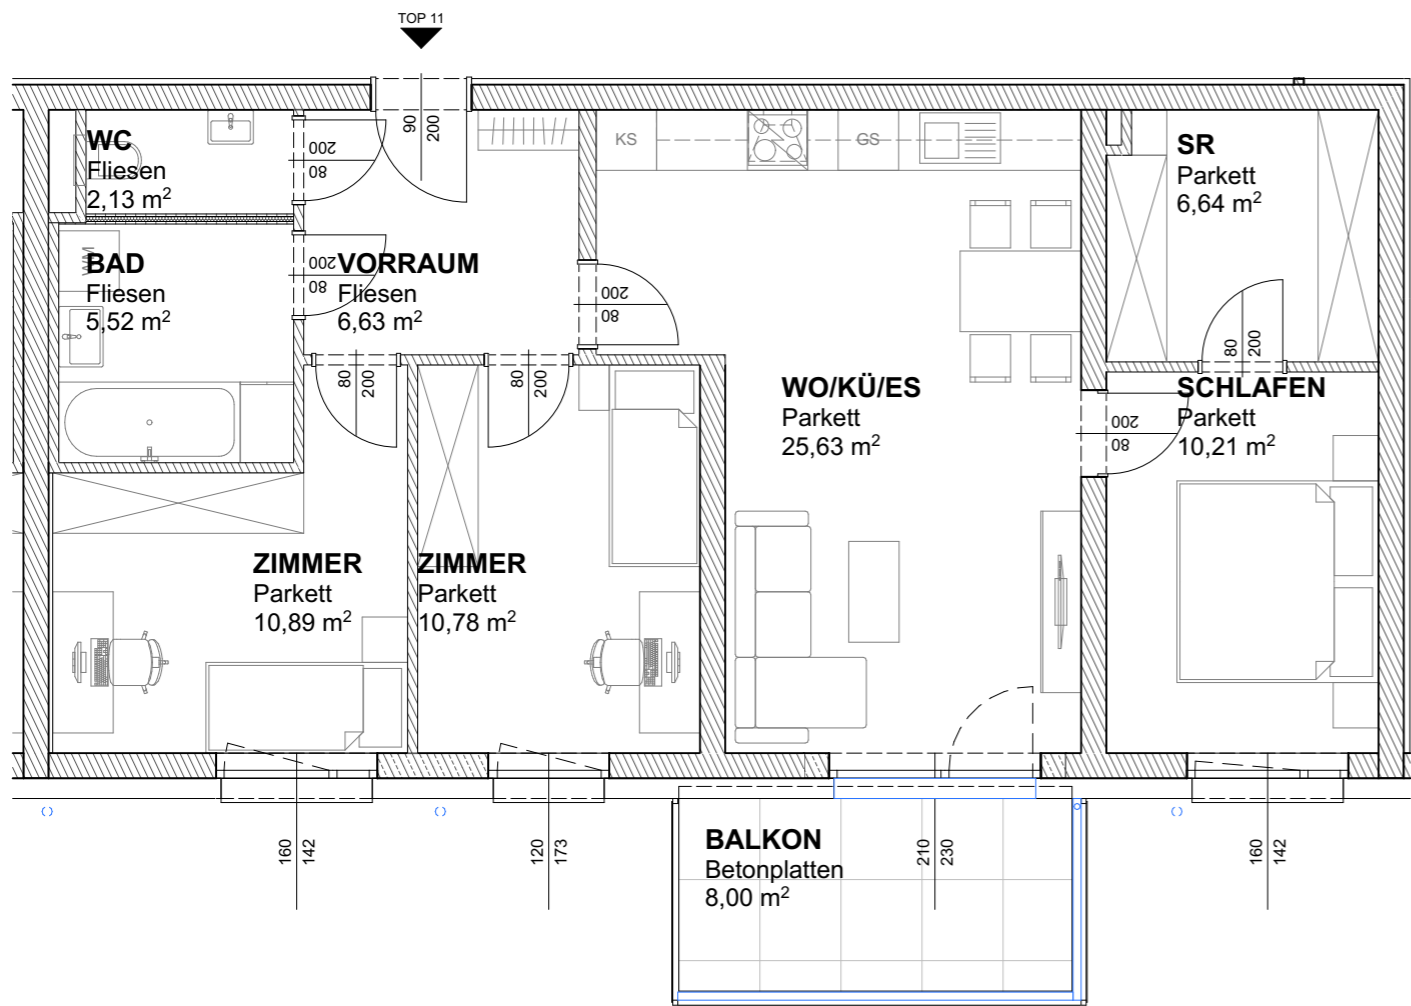 TOP 11
90
200
WC
Fliesen
2,13 m²
200
80
KS
GS
SR
Parkett
6,64 m²
WM
BAD
Fliesen
5,52 m²
200
80
VORRAUM
Fliesen
6,63 m²
200
80
80
200
80
200
80
200
WO/KÜ/ES
Parkett
25,63 m²
200
80
SCHLAFEN
Parkett
10,21 m²
ZIMMER
Parkett
10,89 m²
ZIMMER
Parkett
10,78 m²
160
142
120
173
BALKON
Betonplatten
8,00 m²
210
230
160
142